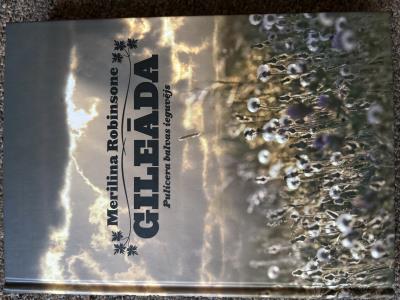 Merilina Robinsone
GILEĀDA
Pulicera balvas ieguvējs